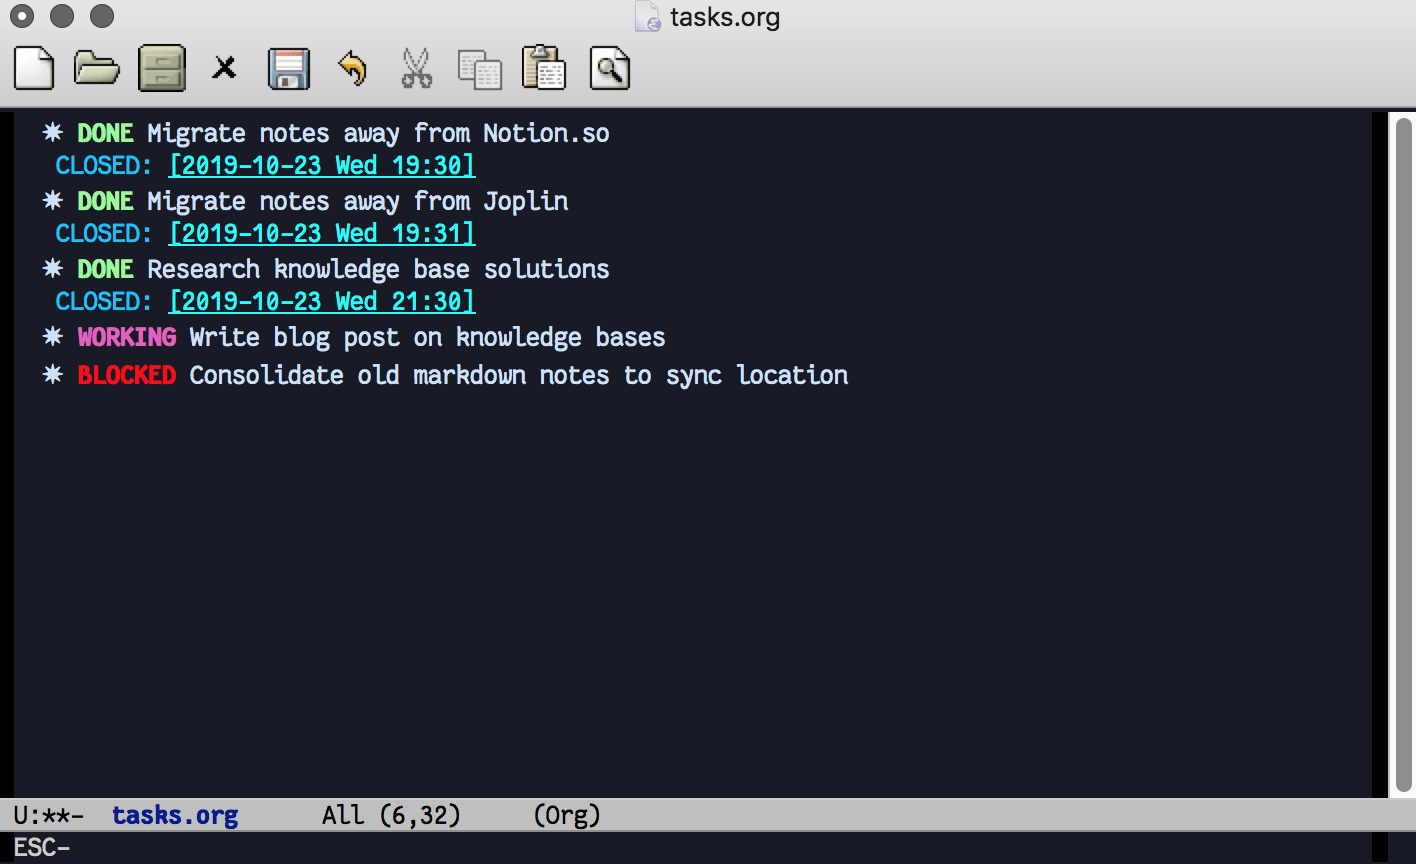 tasks.org
✷ DONE Migrate notes away from Notion.so
CLOSED: [2019-10-23 Wed 19:30]
✷ DONE Migrate notes away from Joplin
CLOSED: [2019-10-23 Wed 19:31]
✷ DONE Research knowledge base solutions
CLOSED: [2019-10-23 Wed 21:30]
✷ WORKING Write blog post on knowledge bases
✷ BLOCKED Consolidate old markdown notes to sync location
U:**- tasks.org All (6,32) (Org)
ESC-